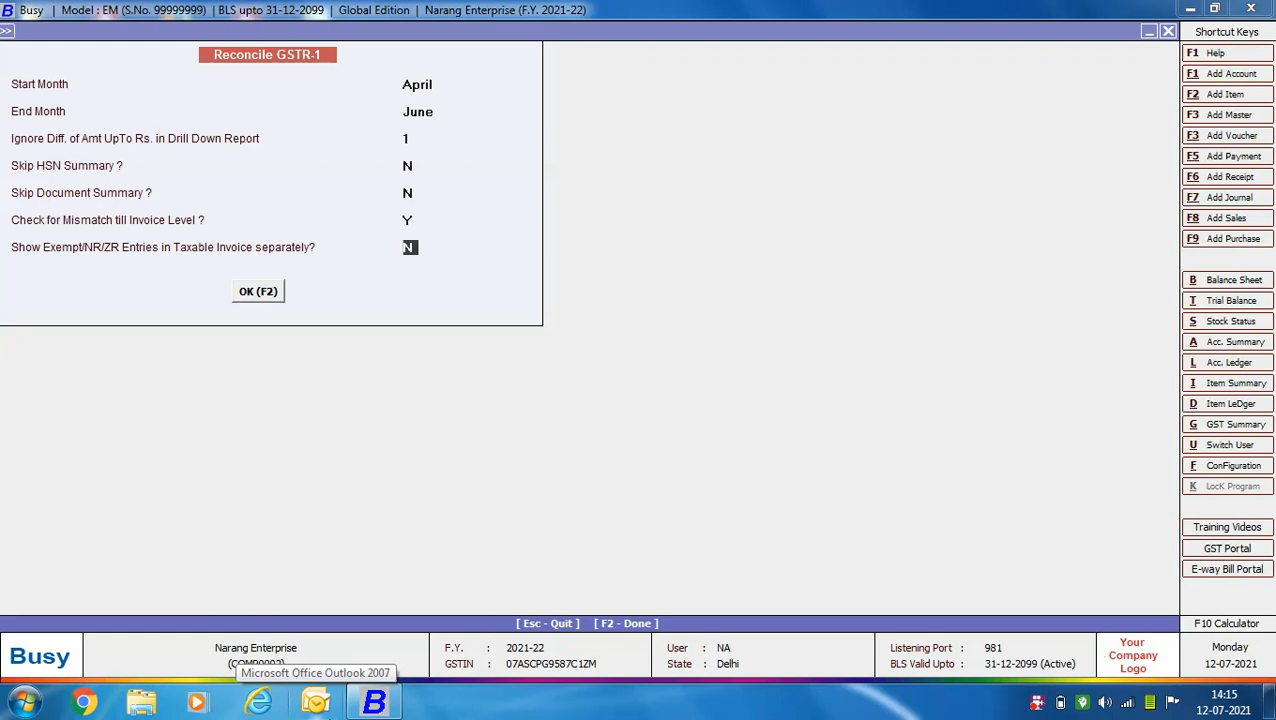 Busy Model : EM (S.No. 99999999) | BLS upto 31-12-2099 | Global Edition | Narang Enterprise (F.Y. 2021-22)
>>
Reconcile GSTR-1
Start Month April
End Month June
Ignore Diff. of Amt UpTo Rs. in Drill Down Report 1
Skip HSN Summary ? N
Skip Document Summary ? N
Check for Mismatch till Invoice Level ? Y
Show Exempt/NR/ZR Entries in Taxable Invoice separately? N
OK (F2)
Shortcut Keys
F1 Help
F1 Add Account
F2 Add Item
F3 Add Master
F3 Add Voucher
F5 Add Payment
F6 Add Receipt
F7 Add Journal
F8 Add Sales
F9 Add Purchase
B Balance Sheet
T Trial Balance
S Stock Status
A Acc. Summary
L Acc. Ledger
I Item Summary
D Item LeDger
G GST Summary
U Switch User
F ConFiguration
K LocK Program
Training Videos
GST Portal
E-way Bill Portal
[ Esc - Quit ] [ F2 - Done ]
F10 Calculator
Busy
Narang Enterprise
F.Y. : 2021-22
GSTIN : 07ASCPG9587C1ZM
User : NA
State : Delhi
Listening Port : 981
BLS Valid Upto : 31-12-2099 (Active)
Your
Company
Logo
Monday
12-07-2021
Microsoft Office Outlook 2007
14:15
12-07-2021